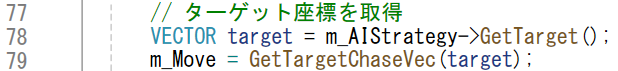 77 // ターゲット座標を取得
78 VECTOR target = m_AIStrategy->GetTarget();
79 m_Move = GetTargetChaseVec(target);